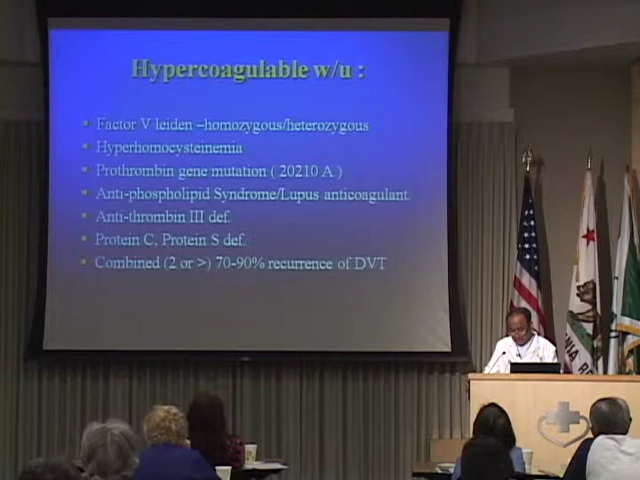 Hypercoagulable w/u :
Factor V leiden –homozygous/heterozygous
Hyperhomocysteinemia
Prothrombin gene mutation ( 20210 A )
Anti-phospholipid Syndrome/Lupus anticoagulant.
Anti-thrombin III def.
Protein C, Protein S def.
Combined (2 or >) 70-90% recurrence of DVT